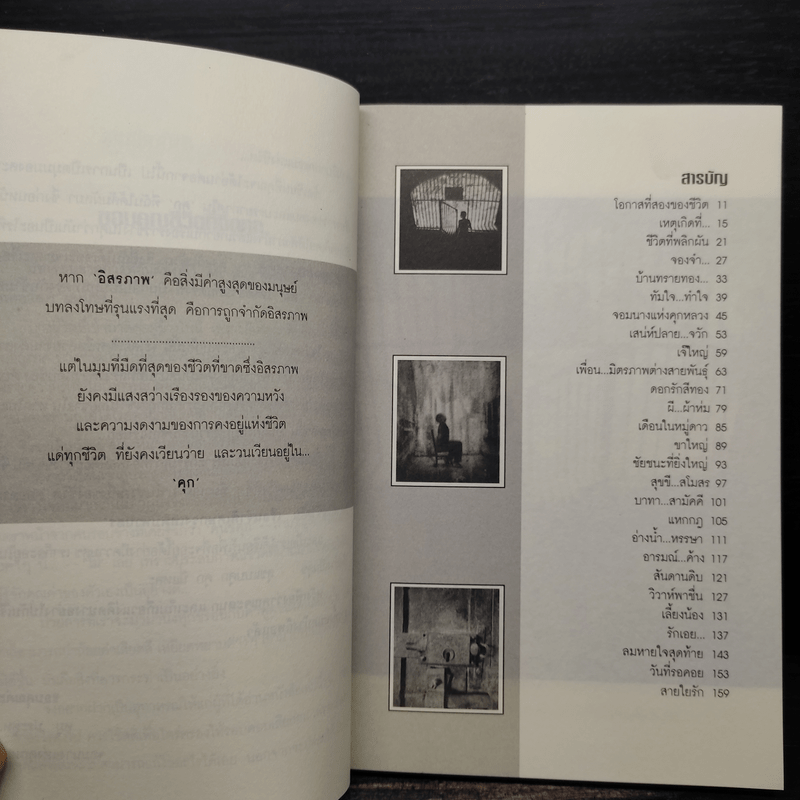 หาก 'อิสรภาพ' คือสิ่งมีค่าสูงสุดของมนุษย์
บทลงโทษที่รุนแรงที่สุด คือการถูกจำกัดอิสรภาพ
แต่ในมุมที่มืดที่สุดของชีวิตที่ขาดซึ่งอิสรภาพ
ยังคงมีแสงสว่างเรืองรองของความหวัง
และความงดงามของการคงอยู่แห่งชีวิต
แด่ทุกชีวิต ที่ยังคงเวียนว่าย และวนเวียนอยู่ใน...
'คุก'
สารบัญ
โอกาสที่สองของชีวิต 11
เหตุเกิดที่... 15
ชีวิตที่พลิกผัน 21
จองจำ... 27
บ้านทรายทอง... 33
ทัมใจ...ทำใจ 39
จอมนางแห่งคุกหลวง 45
เสน่ห์ปลาย...จวัก 53
เจ๊ใหญ่ 59
เพื่อน...มิตรภาพต่างสายพันธุ์ 63
ดอกรักสีทอง 71
ผี...ผ้าห่ม 79
เดือนในหมู่ดาว 85
ขาใหญ่ 89
ชัยชนะที่ยิ่งใหญ่ 93
สุขขี...สโมสร 97
บาทา...สามัคคี 101
แหกกฎ 105
อ่างน้ำ...หรรษา 111
อารมณ์...ค้าง 117
สันดานดิบ 121
วิวาห์พาชื่น 127
เลี้ยงน้อง 131
รักเอย... 137
ลมหายใจสุดท้าย 143
วันที่รอคอย 153
สายใยรัก 159